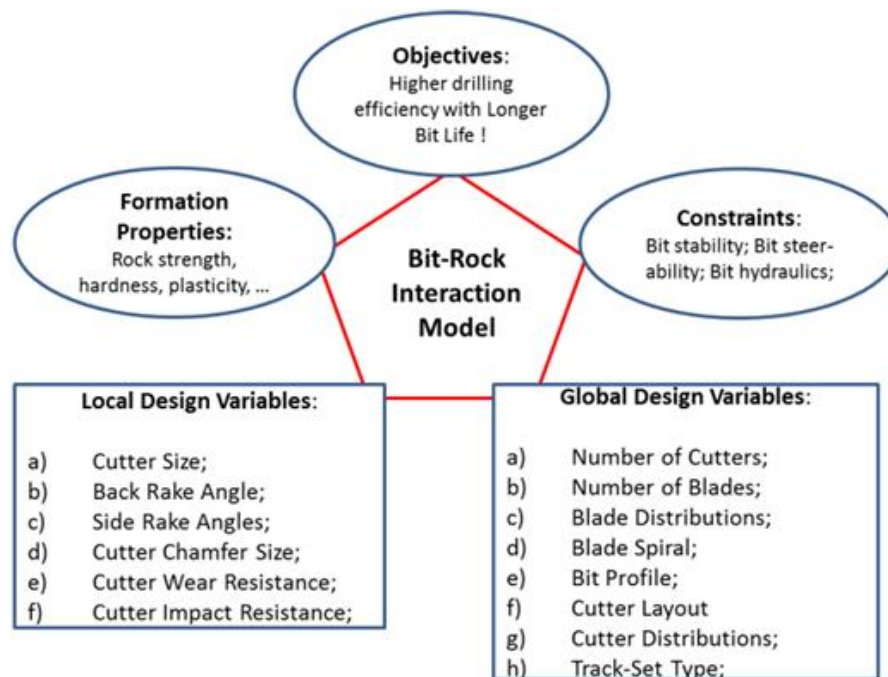 Objectives:
Higher drilling
efficiency with Longer
Bit Life !
Formation
Properties:
Rock strength,
hardness, plasticity, ...
Bit-Rock
Interaction
Model
Constraints:
Bit stability; Bit steer-
ability; Bit hydraulics;
Local Design Variables:
a) Cutter Size;
b) Back Rake Angle;
c) Side Rake Angles;
d) Cutter Chamfer Size;
e) Cutter Wear Resistance;
f) Cutter Impact Resistance;
Global Design Variables:
a) Number of Cutters;
b) Number of Blades;
c) Blade Distributions;
d) Blade Spiral;
e) Bit Profile;
f) Cutter Layout
g) Cutter Distributions;
h) Track-Set Type;